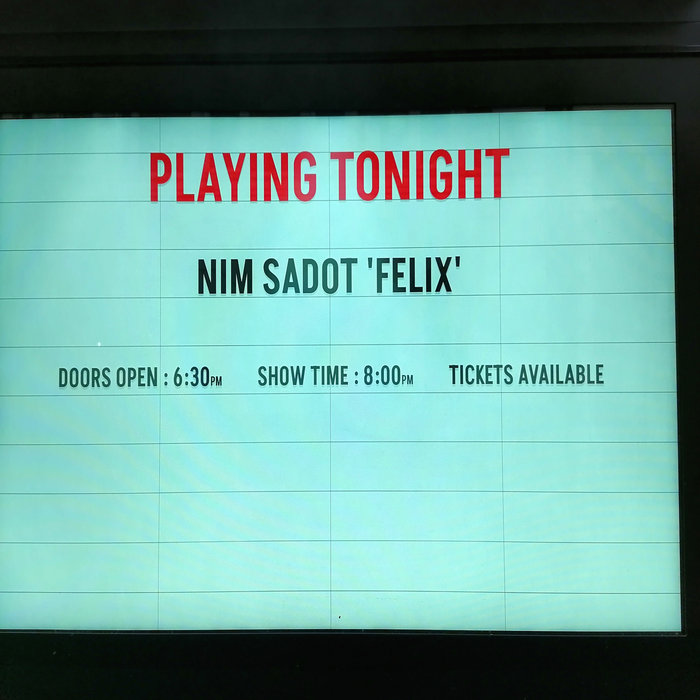 PLAYING TONIGHT
NIM SADOT 'FELIX'
DOORS OPEN : 6:30PM SHOW TIME : 8:00PM TICKETS AVAILABLE